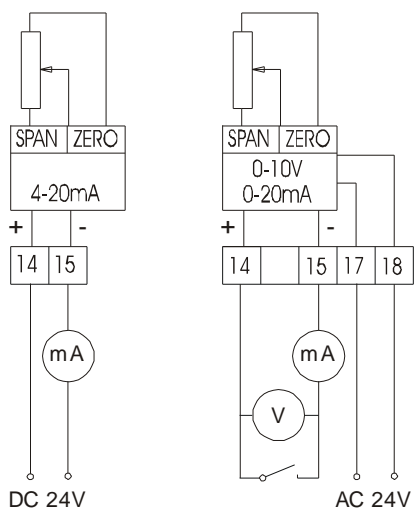 SPAN ZERO
4-20mA
+ -
14 15
mA
DC 24V
SPAN ZERO
0-10V
0-20mA
+ -
14 15 17 18
mA
V
AC 24V